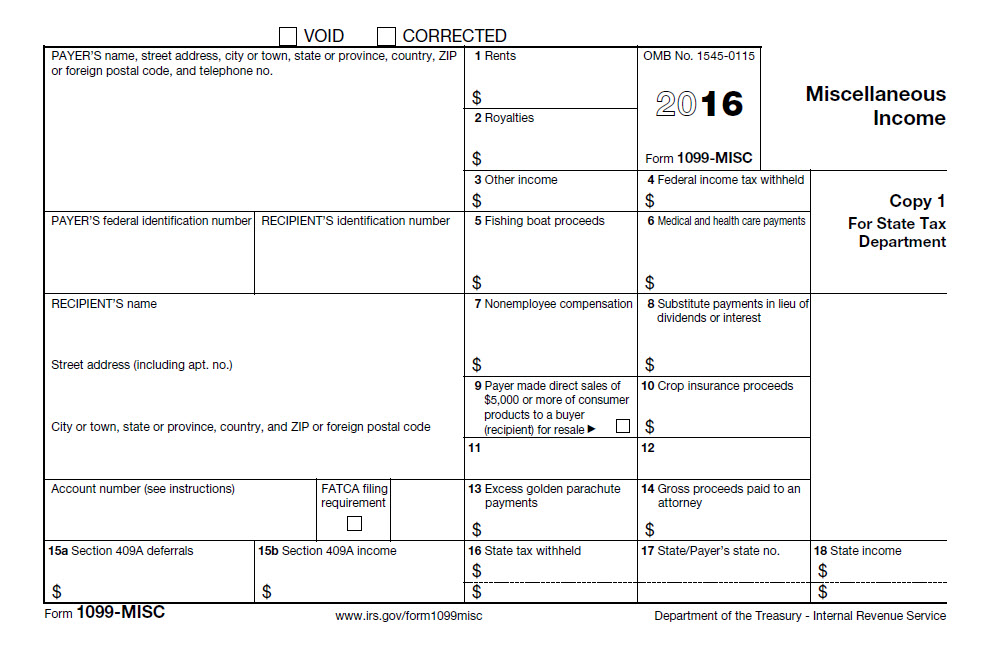 VOID CORRECTED
PAYER'S name, street address, city or town, state or province, country, ZIP
or foreign postal code, and telephone no.
1 Rents
$
2 Royalties
$
OMB No. 1545-0115
2016
Form 1099-MISC
Miscellaneous
Income
3 Other income
$
4 Federal income tax withheld
$
Copy 1
For State Tax
Department
PAYER'S federal identification number
RECIPIENT'S identification number
5 Fishing boat proceeds
$
6 Medical and health care payments
$
RECIPIENT'S name
Street address (including apt. no.)
City or town, state or province, country, and ZIP or foreign postal code
7 Nonemployee compensation
$
8 Substitute payments in lieu of
dividends or interest
$
9 Payer made direct sales of
$5,000 or more of consumer
products to a buyer
(recipient) for resale ►
10 Crop insurance proceeds
$
11
12
Account number (see instructions)
FATCA filing
requirement
13 Excess golden parachute
payments
$
14 Gross proceeds paid to an
attorney
$
15a Section 409A deferrals
$
15b Section 409A income
$
16 State tax withheld
$
$
17 State/Payer's state no.
18 State income
$
$
Form 1099-MISC
www.irs.gov/form1099misc
Department of the Treasury - Internal Revenue Service